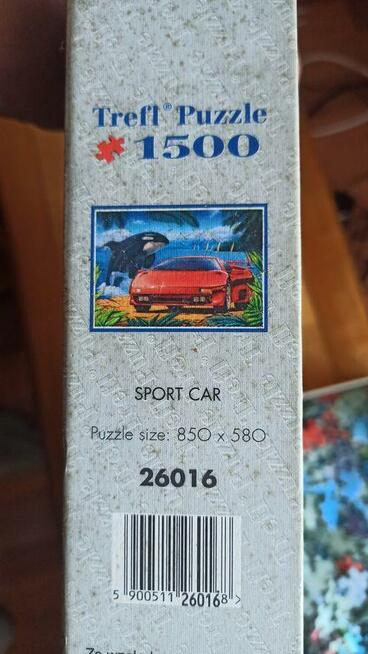 Trefl® Puzzle
1500
SPORT CAR
Puzzle size: 850 x 580
26016
5 900511 260168 >